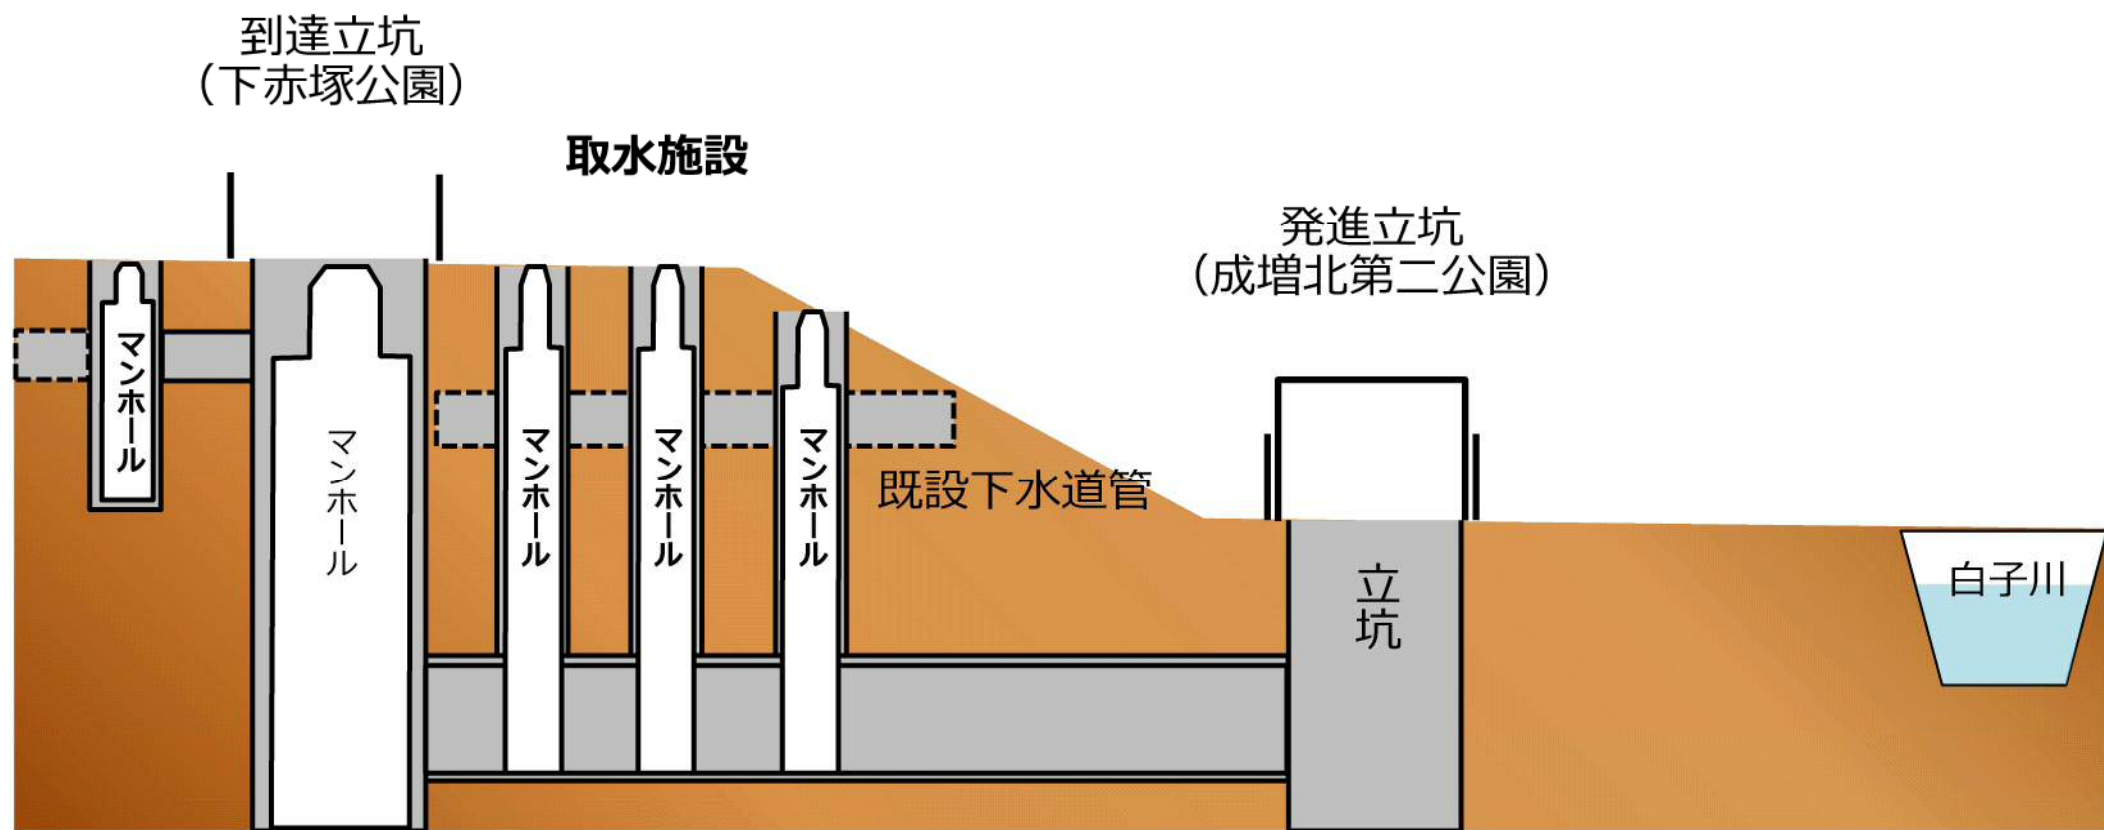 到達立坑
（下赤塚公園）
取水施設
発進立坑
（成増北第二公園）
マンホール
マンホール
マンホール
マンホール
マンホール
既設下水道管
立坑
白子川